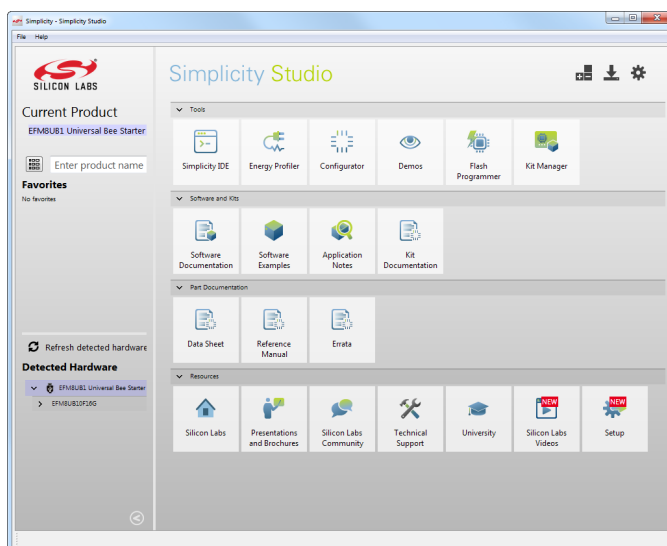 Simplicity - Simplicity Studio
File Help
SILICON LABS
Current Product
EFM8UB1 Universal Bee Starter
Enter product name
Favorites
No favorites
Refresh detected hardware
Detected Hardware
EFM8UB1 Universal Bee Starter
EFM8UB10F16G
Simplicity Studio
Tools
Simplicity IDE
Energy Profiler
Configurator
Demos
Flash
Programmer
Kit Manager
Software and Kits
Software
Documentation
Software
Examples
Application
Notes
Kit
Documentation
Part Documentation
Data Sheet
Reference
Manual
Errata
Resources
Silicon Labs
Presentations
and Brochures
Silicon Labs
Community
Technical
Support
University
NEW
Silicon Labs
Videos
NEW
Setup